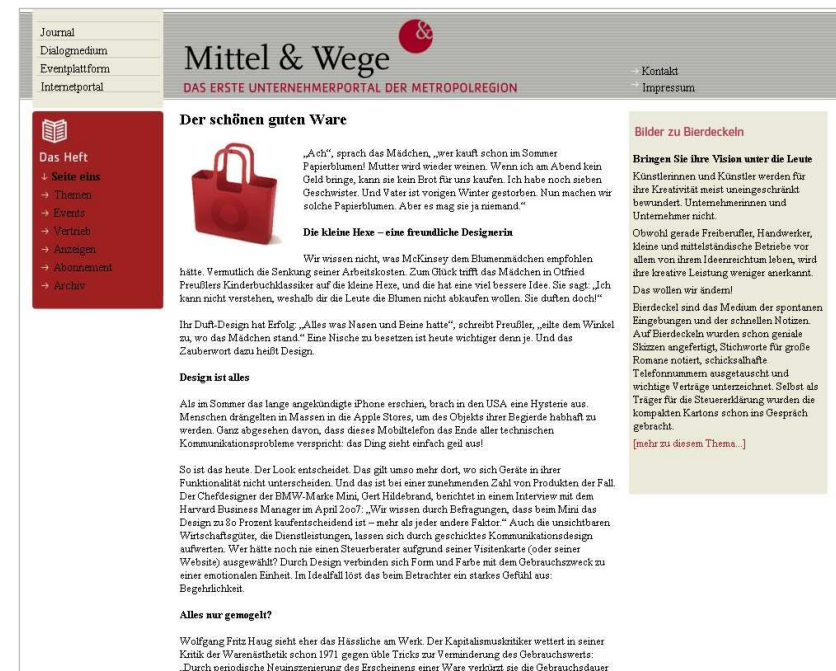 Journal
Dialogmedium
Eventplattform
Internetportal
&
Mittel & Wege
DAS ERSTE UNTERNEHMERPORTAL DER METROPOLREGION
→ Kontakt
→ Impressum
Das Heft
↓ Seite eins
→ Themen
→ Events
→ Vertrieb
→ Anzeigen
→ Abonnement
→ Archiv
Der schönen guten Ware
„Ach“, sprach das Mädchen, „wer kauft schon im Sommer
Papierblumen! Mutter wird wieder weinen. Wenn ich am Abend kein
Geld bringe, kann sie kein Brot für uns kaufen. Ich habe noch sieben
Geschwister. Und Vater ist vorigen Winter gestorben. Nun machen wir
solche Papierblumen. Aber es mag sie ja niemand.“
Die kleine Hexe – eine freundliche Designerin
Wir wissen nicht, was McKinsey dem Blumenmädchen empfohlen
hätte. Vermutlich die Senkung seiner Arbeitskosten. Zum Glück trifft das Mädchen in Otfried
Preußlers Kinderbuchklassiker auf die kleine Hexe, und die hat eine viel bessere Idee. Sie sagt: „Ich
kann nicht verstehen, weshalb dir die Leute die Blumen nicht abkaufen wollen. Sie duften doch!“
Ihr Duft-Design hat Erfolg: „Alles was Nasen und Beine hatte“, schreibt Preußler, „eilte dem Winkel
zu, wo das Mädchen stand.“ Eine Nische zu besetzen ist heute wichtiger denn je. Und das
Zauberwort dazu heißt Design.
Design ist alles
Als im Sommer das lange angekündigte iPhone erschien, brach in den USA eine Hysterie aus.
Menschen drängelten in Massen in die Apple Stores, um des Objekts ihrer Begierde habhaft zu
werden. Ganz abgesehen davon, dass dieses Mobiltelefon das Ende aller technischen
Kommunikationsprobleme verspricht: das Ding sieht einfach geil aus!
So ist das heute. Der Look entscheidet. Das gilt umso mehr dort, wo sich Geräte in ihrer
Funktionalität nicht unterscheiden. Und das ist bei einer zunehmenden Zahl von Produkten der Fall.
Der Chefdesigner der BMW-Marke Mini, Gert Hildebrand, berichtet in einem Interview mit dem
Harvard Business Manager im April 2007: „Wir wissen durch Befragungen, dass beim Mini das
Design zu 80 Prozent kaufentscheidend ist – mehr als jeder andere Faktor.“ Auch die unsichtbaren
Wirtschaftsgüter, die Dienstleistungen, lassen sich durch geschicktes Kommunikationsdesign
aufwerten. Wer hätte noch nie einen Steuerberater aufgrund seiner Visitenkarte (oder seiner
Website) ausgewählt? Durch Design verbinden sich Form und Farbe mit dem Gebrauchszweck zu
einer emotionalen Einheit. Im Idealfall löst das beim Betrachter ein starkes Gefühl aus:
Begehrlichkeit.
Alles nur gemogelt?
Wolfgang Fritz Haug sieht eher das Hässliche am Werk. Der Kapitalismuskritiker wettert in seiner
Kritik der Warenästhetik schon 1971 gegen üble Tricks zur Verminderung des Gebrauchswerts:
„Durch periodische Neuinszenierung des Erscheinens einer Ware verkürzt sie die Gebrauchsdauer
Bilder zu Bierdeckeln
Bringen Sie ihre Vision unter die Leute
Künstlerinnen und Künstler werden für
ihre Kreativität meist uneingeschränkt
bewundert. Unternehmerinnen und
Unternehmer nicht.
Obwohl gerade Freiberufler, Handwerker,
kleine und mittelständische Betriebe vor
allem von ihrem Ideenreichtum leben, wird
ihre kreative Leistung weniger anerkannt.
Das wollen wir ändern!
Bierdeckel sind das Medium der spontanen
Eingebungen und der schnellen Notizen.
Auf Bierdeckeln wurden schon geniale
Skizzen angefertigt, Stichworte für große
Romane notiert, schicksalhafte
Telefonnummern ausgetauscht und
wichtige Verträge unterzeichnet. Selbst als
Träger für die Steuererklärung wurden die
kompakten Kartons schon ins Gespräch
gebracht.
[mehr zu diesem Thema...]